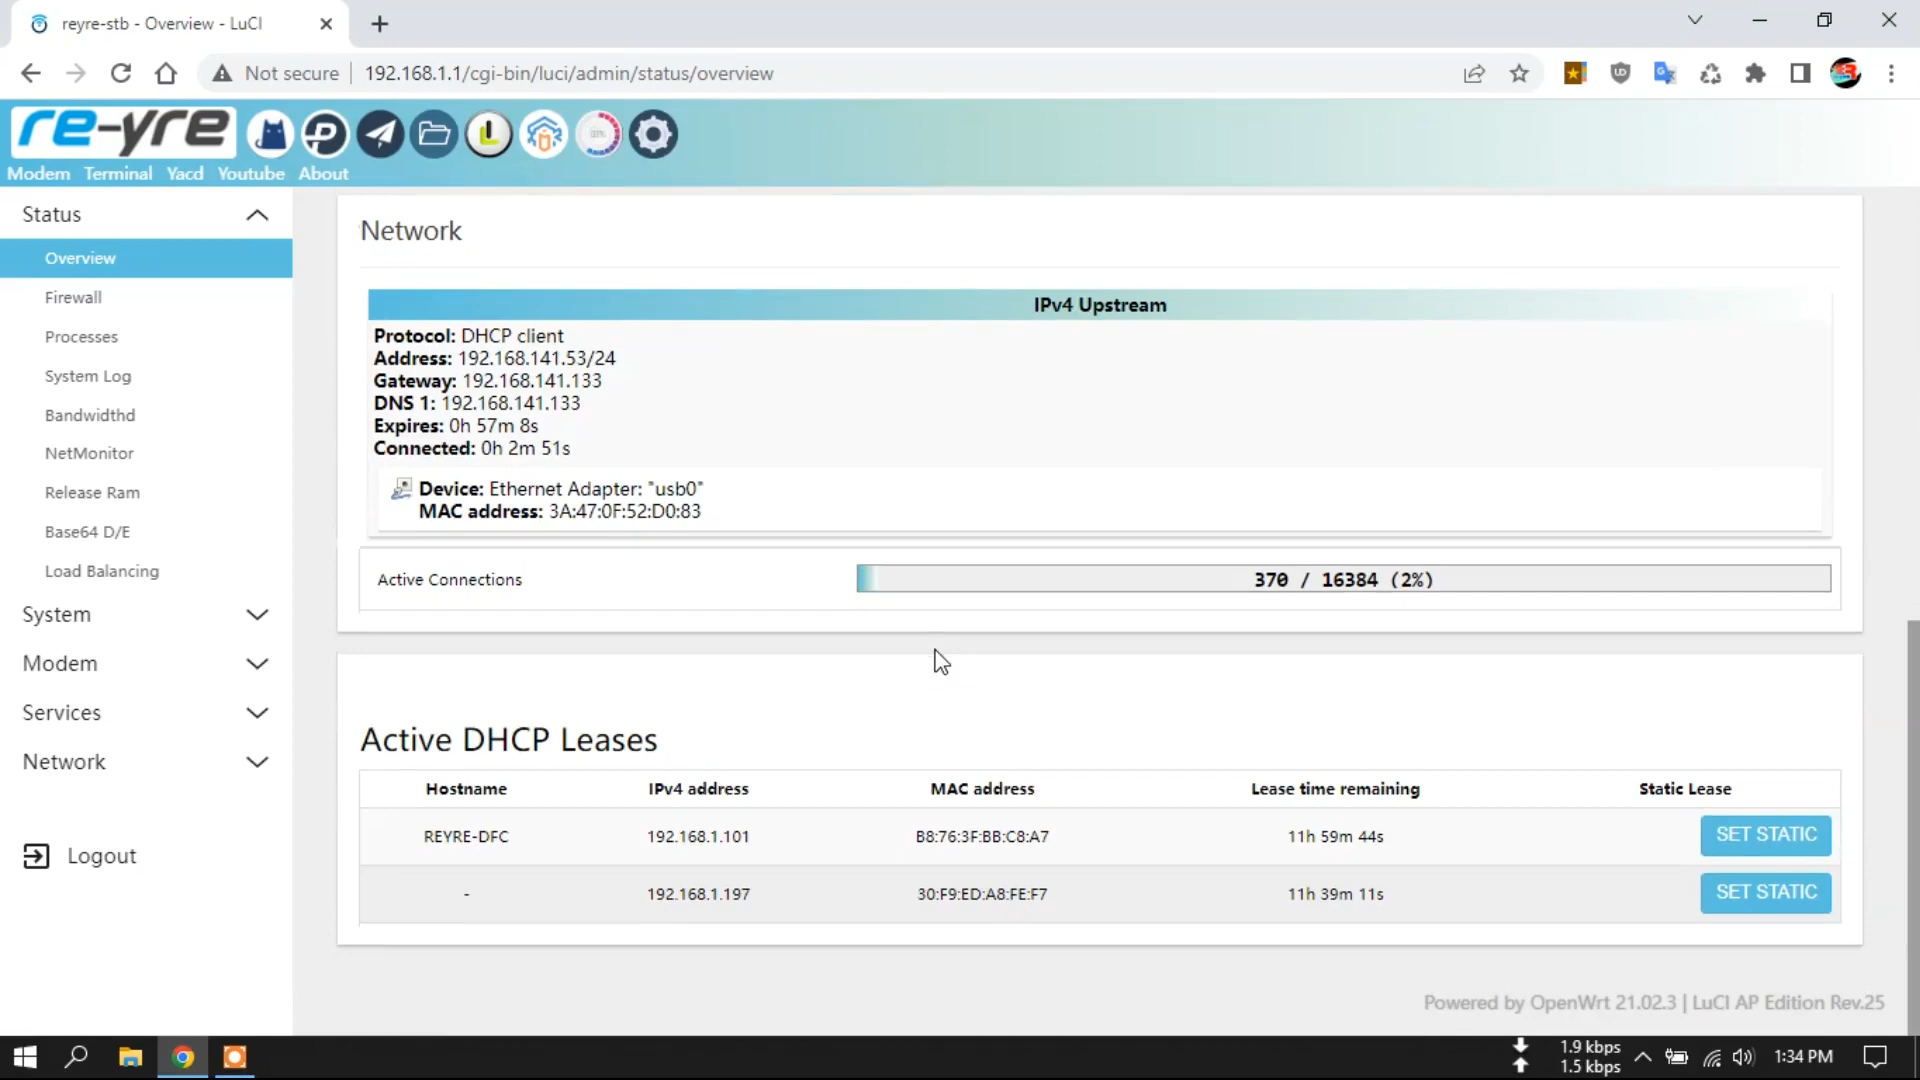 reyre-stb - Overview - LuCI
Not secure
192.168.1.1/cgi-bin/luci/admin/status/overview
re-yre
Modem Terminal Yacd Youtube About
Status
Overview
Firewall
Processes
System Log
Bandwidthd
NetMonitor
Release Ram
Base64 D/E
Load Balancing
System
Modem
Services
Network
Logout
Network
IPv4 Upstream
Protocol: DHCP client
Address: 192.168.141.53/24
Gateway: 192.168.141.133
DNS 1: 192.168.141.133
Expires: 0h 57m 8s
Connected: 0h 2m 51s
Device: Ethernet Adapter: "usb0"
MAC address: 3A:47:0F:52:D0:83
Active Connections 370 / 16384 (2%)
Active DHCP Leases
Hostname IPv4 address MAC address Lease time remaining Static Lease
REYRE-DFC 192.168.1.101 B8:76:3F:BB:C8:A7 11h 59m 44s SET STATIC
- 192.168.1.197 30:F9:ED:A8:FE:F7 11h 39m 11s SET STATIC
Powered by OpenWrt 21.02.3 | LuCI AP Edition Rev.25
1.9 kbps
1.5 kbps
1:34 PM